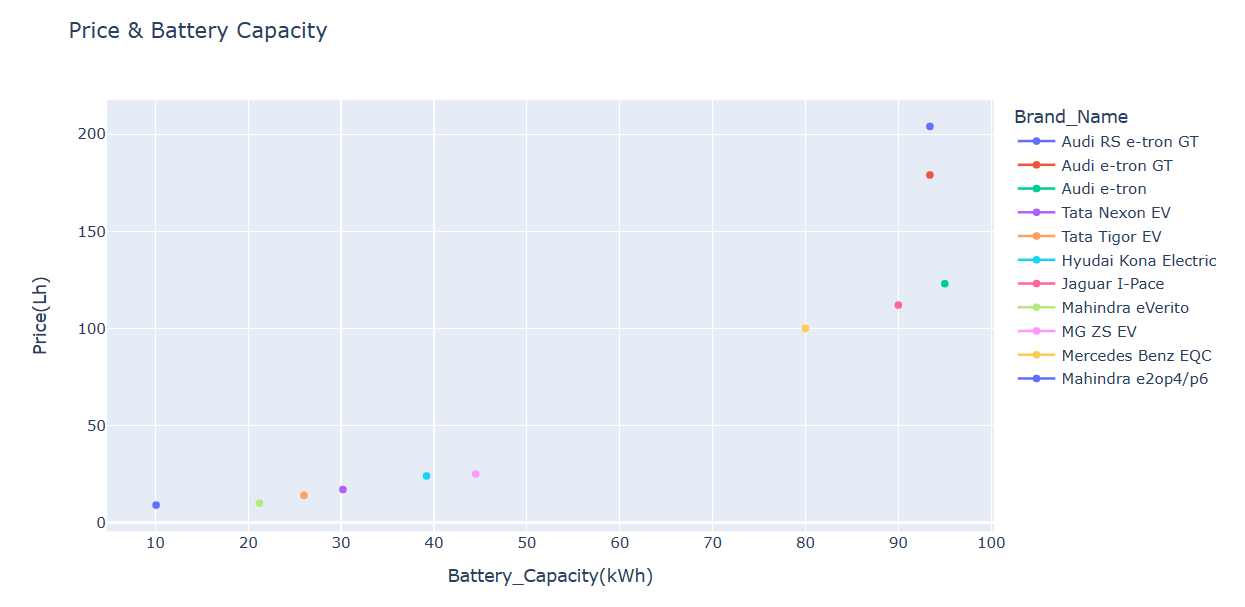 Price & Battery Capacity
200
150
100
50
0
Price(Lh)
10 20 30 40 50 60 70 80 90 100
Battery_Capacity(kWh)
Brand_Name
Audi RS e-tron GT
Audi e-tron GT
Audi e-tron
Tata Nexon EV
Tata Tigor EV
Hyudai Kona Electric
Jaguar I-Pace
Mahindra eVerito
MG ZS EV
Mercedes Benz EQC
Mahindra e2op4/p6